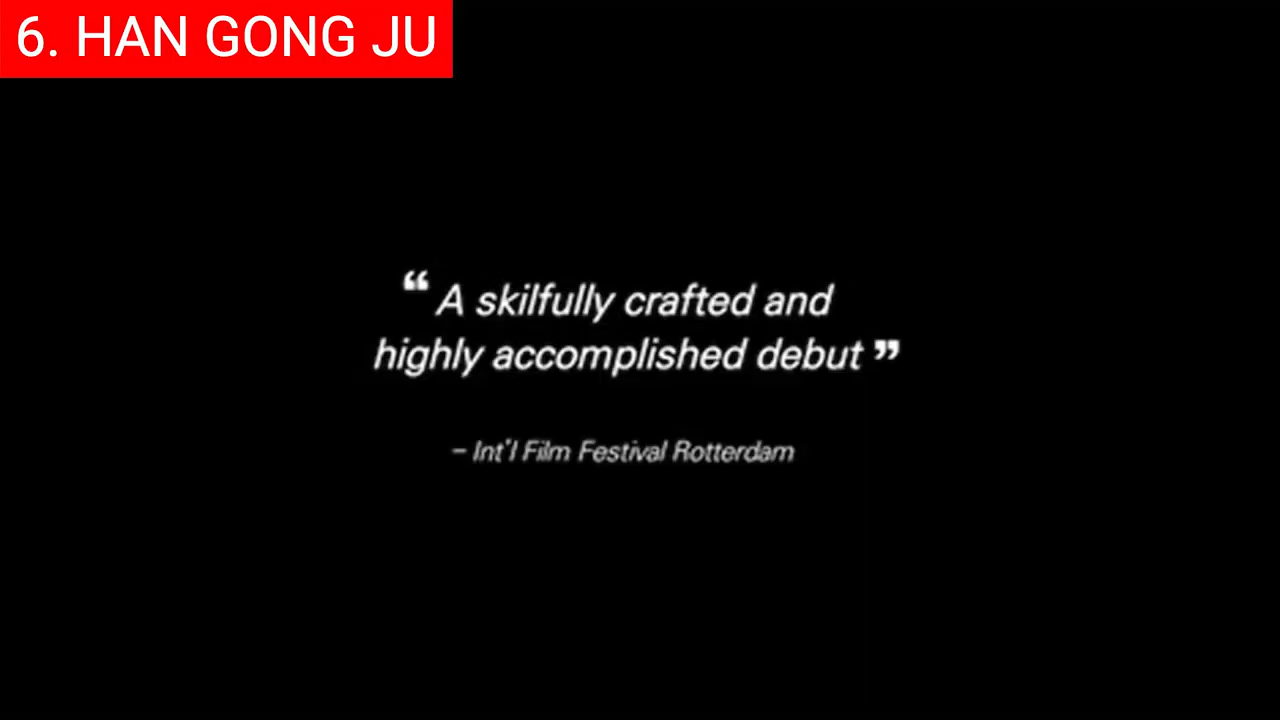 6. HAN GONG JU
“ A skilfully crafted and
highly accomplished debut ”
– Int'l Film Festival Rotterdam